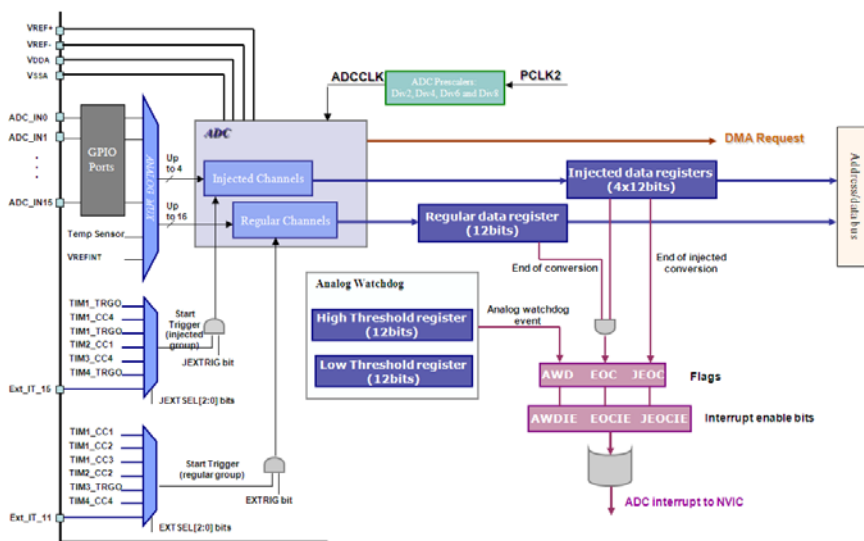 VREF+
VREF-
VDDA
VSSA
ADCCLK
ADC Prescalers:
Div2, Div4, Div6 and Div8
PCLK2
ADC_IN0
ADC_IN1
ADC_IN15
GPIO
Ports
ANALOG MUX
Up
to 4
Up
to 16
Temp Sensor
VREFINT
ADC
Injected Channels
Regular Channels
DMA Request
Injected data registers
(4x12bits)
Regular data register
(12bits)
Address/data bus
End of conversion
End of injected
conversion
Analog Watchdog
High Threshold register
(12bits)
Low Threshold register
(12bits)
Analog watchdog
event
AWD EOC JEOC
Flags
AWDIE EOCIE JEOCIE
Interrupt enable bits
ADC interrupt to NVIC
TIM1_TRGO
TIM1_CC4
TIM1_TRGO
TIM2_CC1
TIM3_CC4
TIM4_TRGO
Ext_IT_15
JEXTSEL[2:0] bits
Start
Trigger
(injected
group)
JEXTRIG bit
TIM1_CC1
TIM1_CC2
TIM1_CC3
TIM2_CC2
TIM3_TRGO
TIM4_CC4
Ext_IT_11
EXTSEL[2:0] bits
Start Trigger
(regular group)
EXTRIG bit